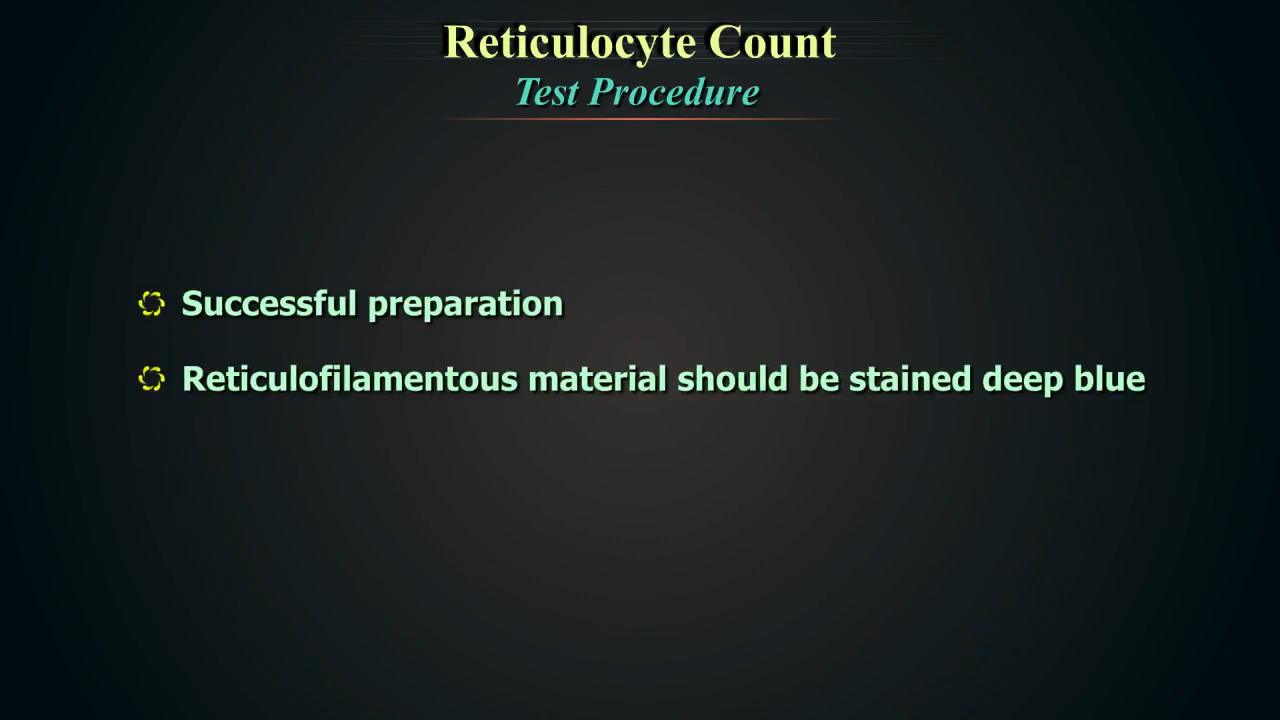 Reticulocyte Count
Test Procedure
Successful preparation
Reticulofilamentous material should be stained deep blue